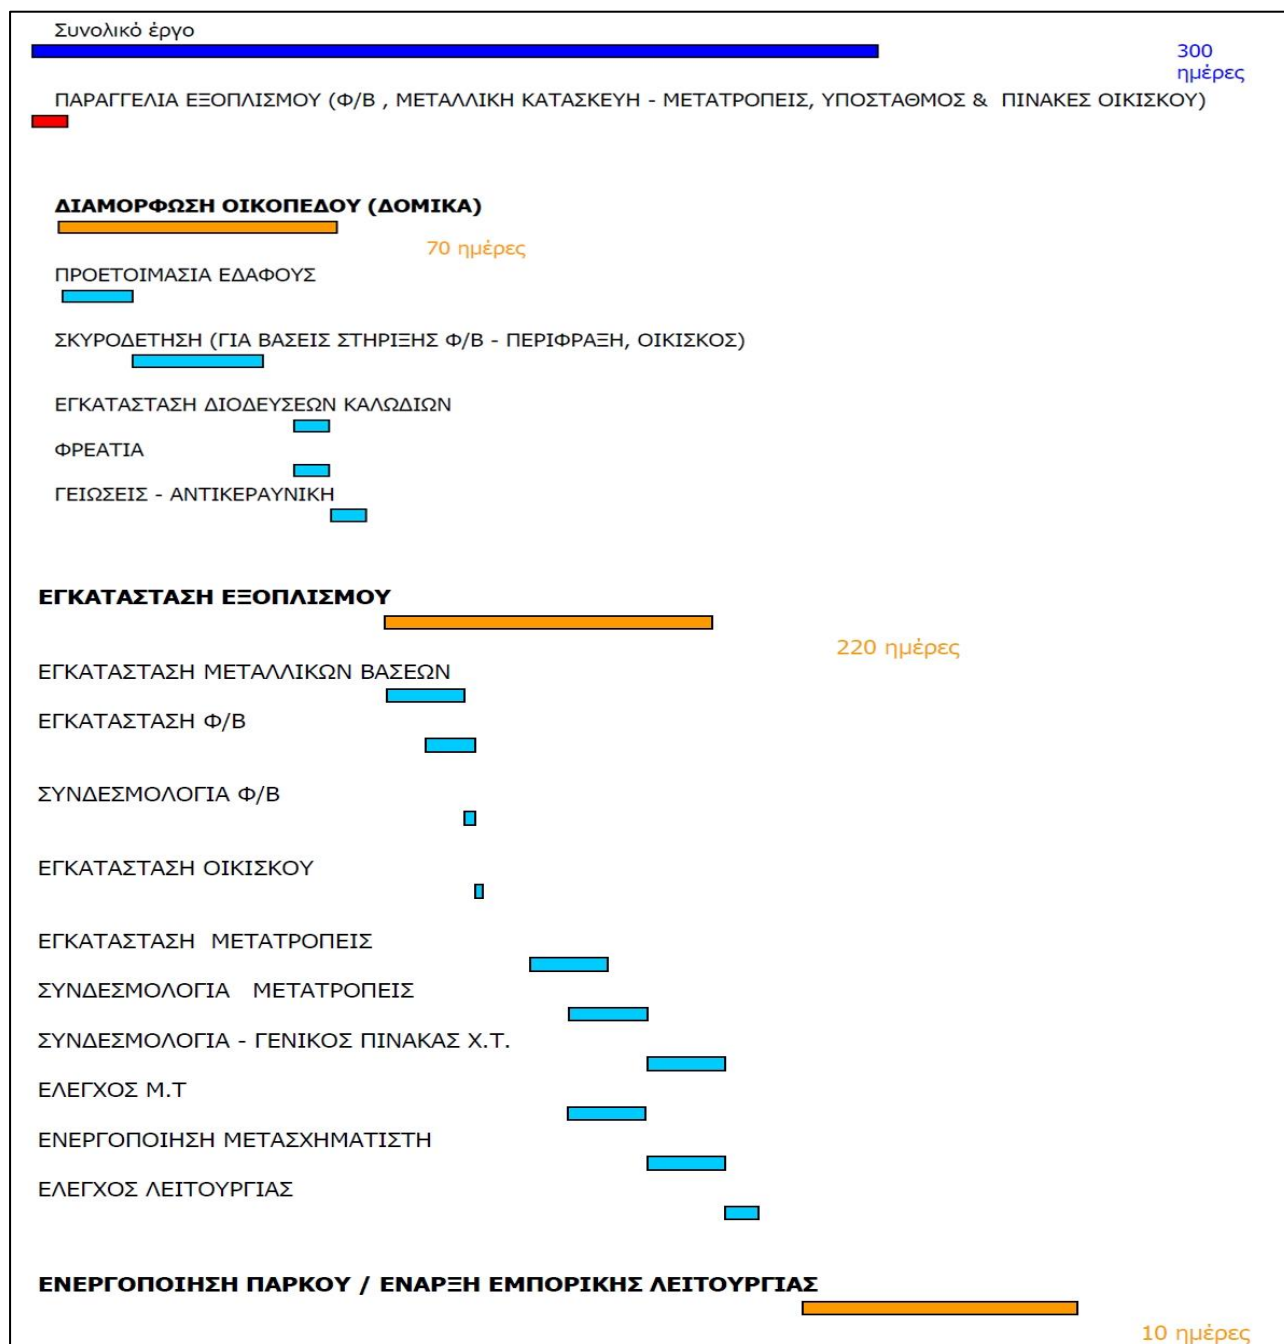 Συνολικό έργο
300
ημέρες
ΠΑΡΑΓΓΕΛΙΑ ΕΞΟΠΛΙΣΜΟΥ (Φ/Β , ΜΕΤΑΛΛΙΚΗ ΚΑΤΑΣΚΕΥΗ - ΜΕΤΑΤΡΟΠΕΙΣ, ΥΠΟΣΤΑΘΜΟΣ & ΠΙΝΑΚΕΣ ΟΙΚΙΣΚΟΥ)
ΔΙΑΜΟΡΦΩΣΗ ΟΙΚΟΠΕΔΟΥ (ΔΟΜΙΚΑ)
70 ημέρες
ΠΡΟΕΤΟΙΜΑΣΙΑ ΕΔΑΦΟΥΣ
ΣΚΥΡΟΔΕΤΗΣΗ (ΓΙΑ ΒΑΣΕΙΣ ΣΤΗΡΙΞΗΣ Φ/Β - ΠΕΡΙΦΡΑΞΗ, ΟΙΚΙΣΚΟΣ)
ΕΓΚΑΤΑΣΤΑΣΗ ΔΙΟΔΕΥΣΕΩΝ ΚΑΛΩΔΙΩΝ
ΦΡΕΑΤΙΑ
ΓΕΙΩΣΕΙΣ - ΑΝΤΙΚΕΡΑΥΝΙΚΗ
ΕΓΚΑΤΑΣΤΑΣΗ ΕΞΟΠΛΙΣΜΟΥ
220 ημέρες
ΕΓΚΑΤΑΣΤΑΣΗ ΜΕΤΑΛΛΙΚΩΝ ΒΑΣΕΩΝ
ΕΓΚΑΤΑΣΤΑΣΗ Φ/Β
ΣΥΝΔΕΣΜΟΛΟΓΙΑ Φ/Β
ΕΓΚΑΤΑΣΤΑΣΗ ΟΙΚΙΣΚΟΥ
ΕΓΚΑΤΑΣΤΑΣΗ ΜΕΤΑΤΡΟΠΕΙΣ
ΣΥΝΔΕΣΜΟΛΟΓΙΑ ΜΕΤΑΤΡΟΠΕΙΣ
ΣΥΝΔΕΣΜΟΛΟΓΙΑ - ΓΕΝΙΚΟΣ ΠΙΝΑΚΑΣ Χ.Τ.
ΕΛΕΓΧΟΣ Μ.Τ
ΕΝΕΡΓΟΠΟΙΗΣΗ ΜΕΤΑΣΧΗΜΑΤΙΣΤΗ
ΕΛΕΓΧΟΣ ΛΕΙΤΟΥΡΓΙΑΣ
ΕΝΕΡΓΟΠΟΙΗΣΗ ΠΑΡΚΟΥ / ΕΝΑΡΞΗ ΕΜΠΟΡΙΚΗΣ ΛΕΙΤΟΥΡΓΙΑΣ
10 ημέρες